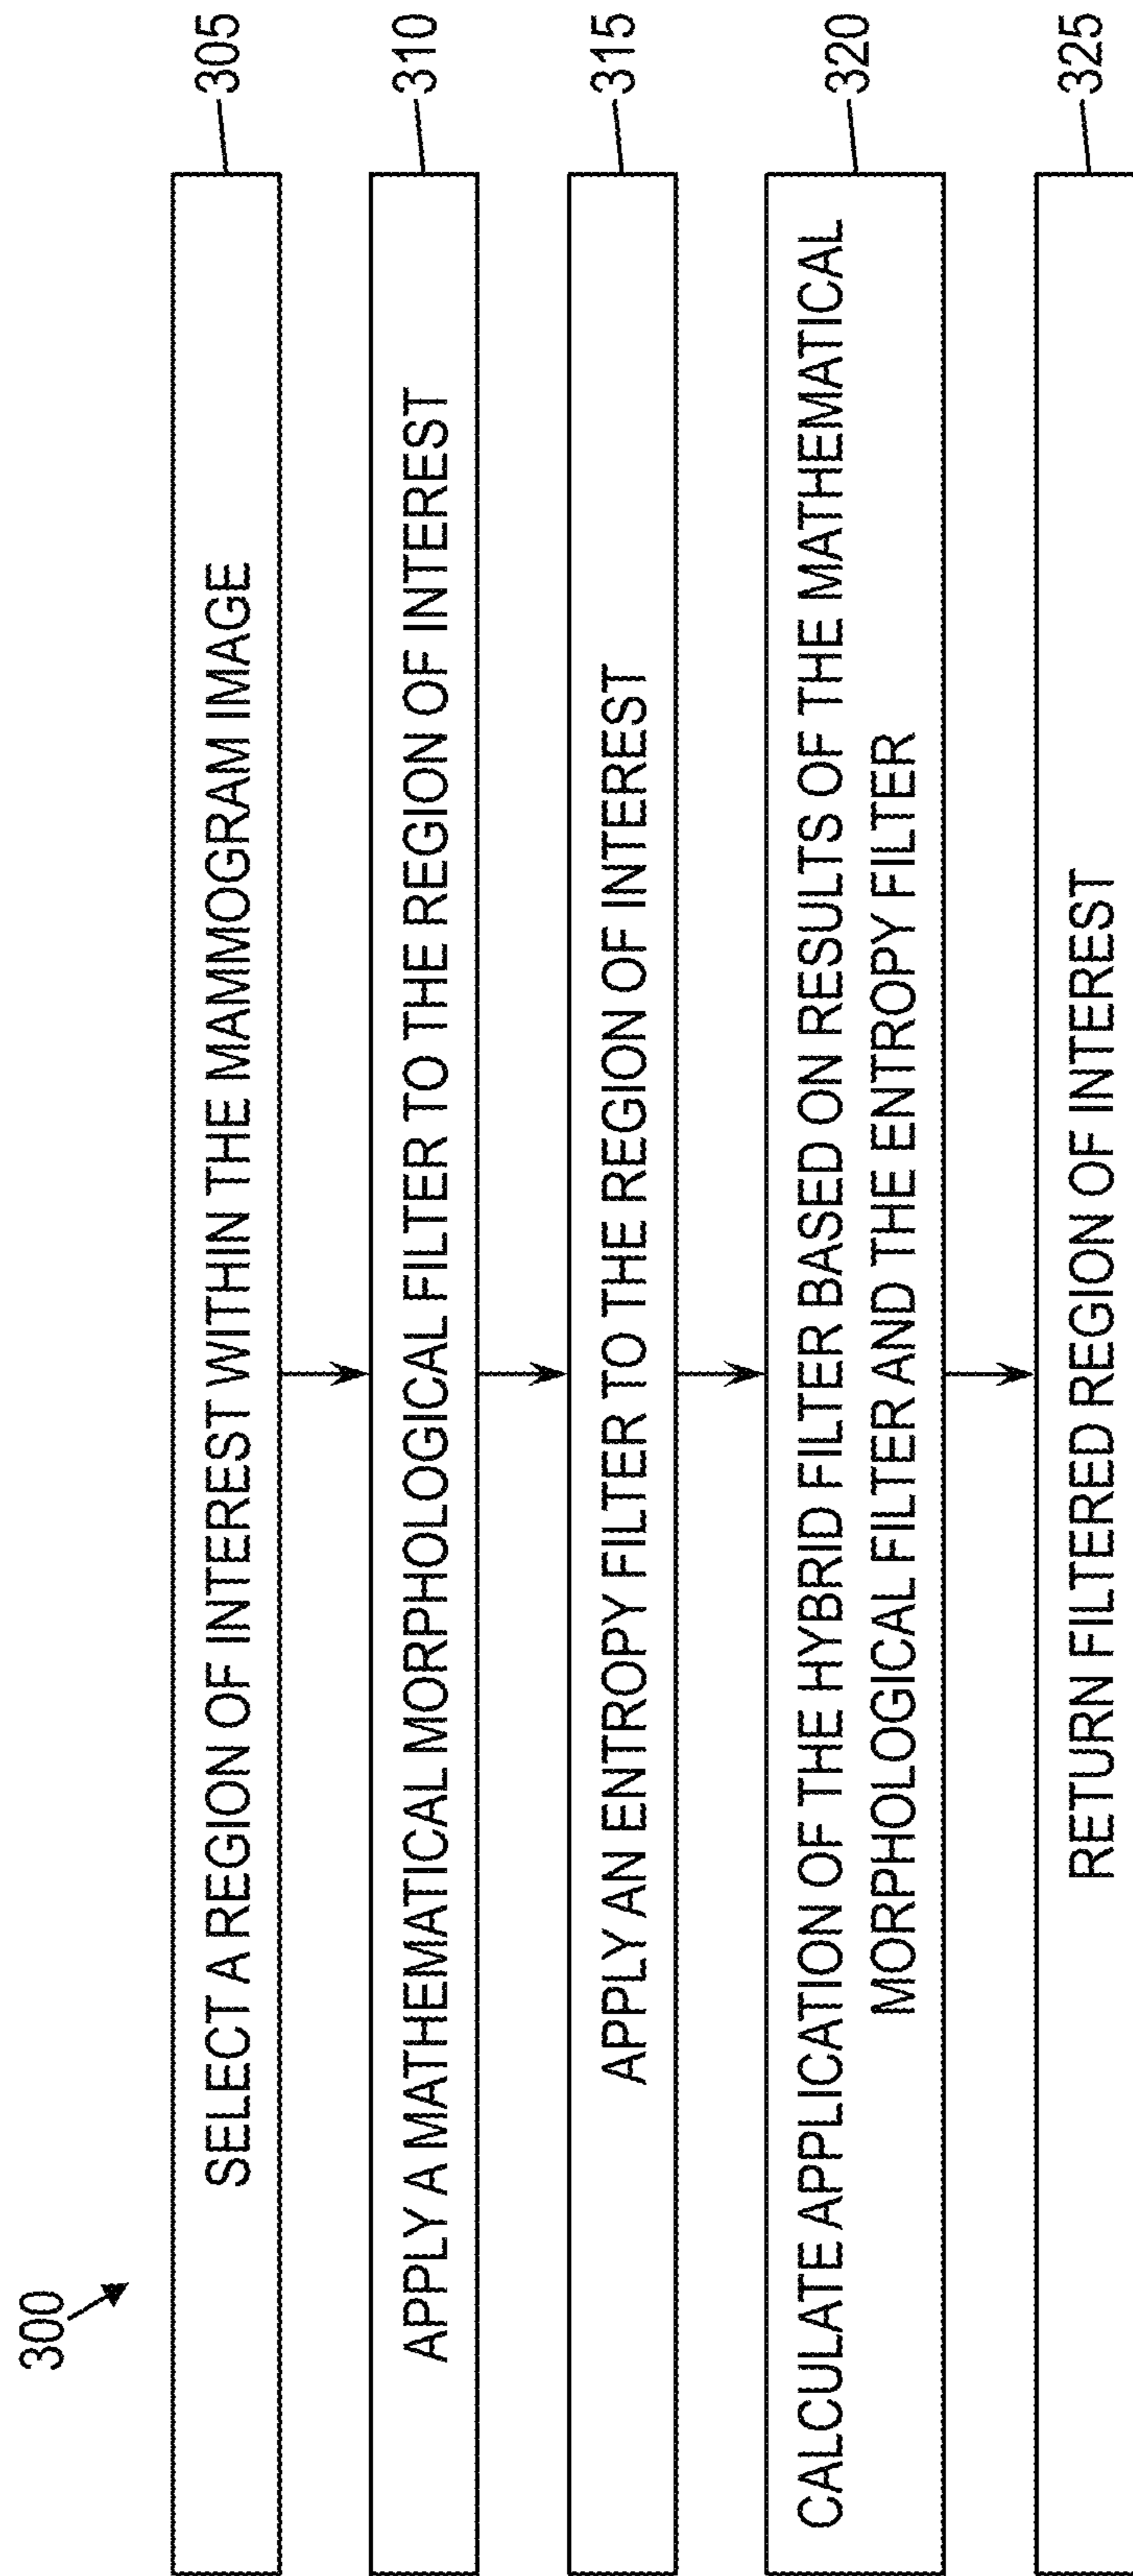 300
SELECT A REGION OF INTEREST WITHIN THE MAMMOGRAM IMAGE
305
APPLY A MATHEMATICAL MORPHOLOGICAL FILTER TO THE REGION OF INTEREST
310
APPLY AN ENTROPY FILTER TO THE REGION OF INTEREST
315
CALCULATE APPLICATION OF THE HYBRID FILTER BASED ON RESULTS OF THE MATHEMATICAL
MORPHOLOGICAL FILTER AND THE ENTROPY FILTER
320
RETURN FILTERED REGION OF INTEREST
325